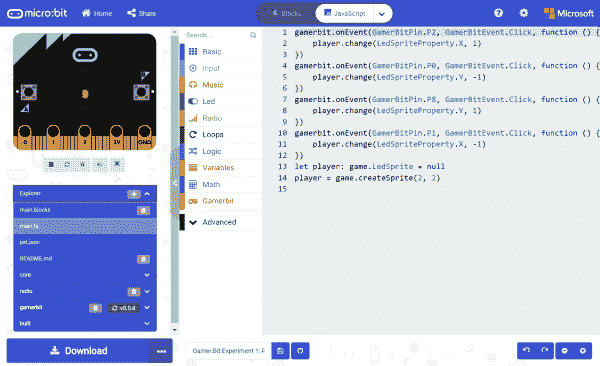 micro:bit Home Share Blocks JavaScript Microsoft
Search...
Basic
Input
Music
Led
Radio
Loops
Logic
Variables
Math
Gamerbit
Advanced
0 1 2 3V GND
Explorer
main.blocks
main.ts
pxt.json
README.md
core
radio
gamerbit v0.0.6
built
Download
Gamer:Bit Experiment 1: F
1 gamerbit.onEvent(GamerBitPin.P2, GamerBitEvent.Click, function () {
2 player.change(LedSpriteProperty.X, 1)
3 })
4 gamerbit.onEvent(GamerBitPin.P0, GamerBitEvent.Click, function () {
5 player.change(LedSpriteProperty.Y, -1)
6 })
7 gamerbit.onEvent(GamerBitPin.P8, GamerBitEvent.Click, function () {
8 player.change(LedSpriteProperty.Y, 1)
9 })
10 gamerbit.onEvent(GamerBitPin.P1, GamerBitEvent.Click, function () {
11 player.change(LedSpriteProperty.X, -1)
12 })
13 let player: game.LedSprite = null
14 player = game.createSprite(2, 2)
15